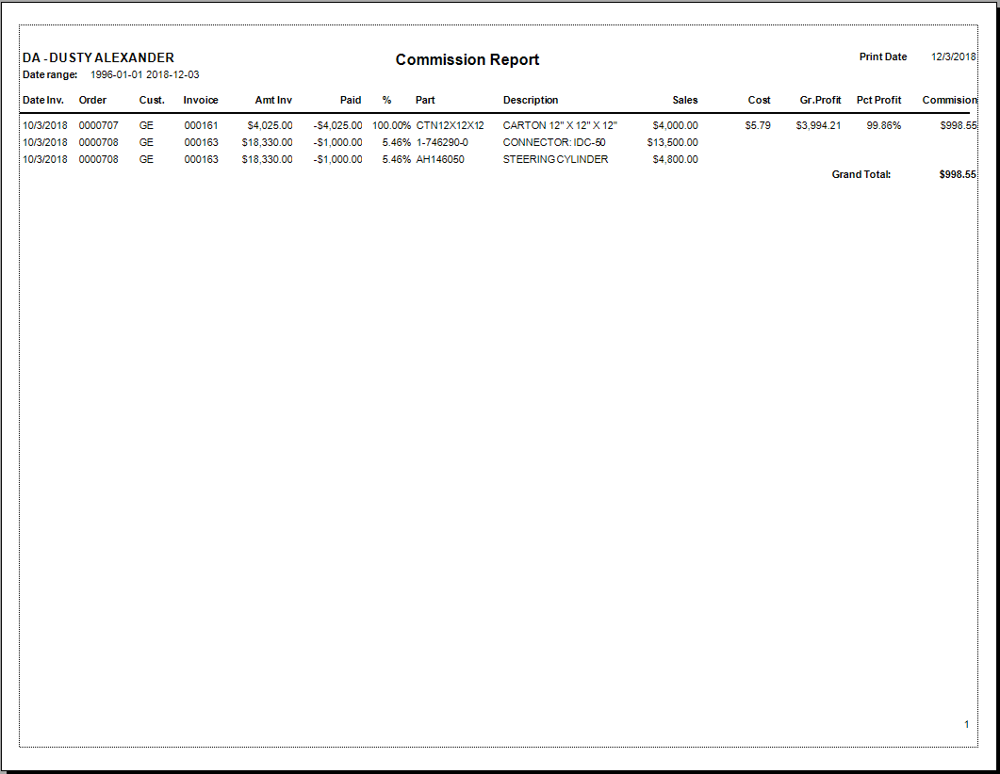 DA - DUSTY ALEXANDER Commission Report Print Date 12/3/2018
Date range: 1996-01-01 2018-12-03
Date Inv. Order Cust. Invoice Amt Inv Paid % Part Description Sales Cost Gr.Profit Pct Profit Commision
10/3/2018 0000707 GE 000161 $4,025.00 -$4,025.00 100.00% CTN12X12X12 CARTON 12" X 12" X 12" $4,000.00 $5.79 $3,994.21 99.86% $998.55
10/3/2018 0000708 GE 000163 $18,330.00 -$1,000.00 5.46% 1-746290-0 CONNECTOR: IDC-50 $13,500.00
10/3/2018 0000708 GE 000163 $18,330.00 -$1,000.00 5.46% AH146050 STEERING CYLINDER $4,800.00
Grand Total: $998.55
1